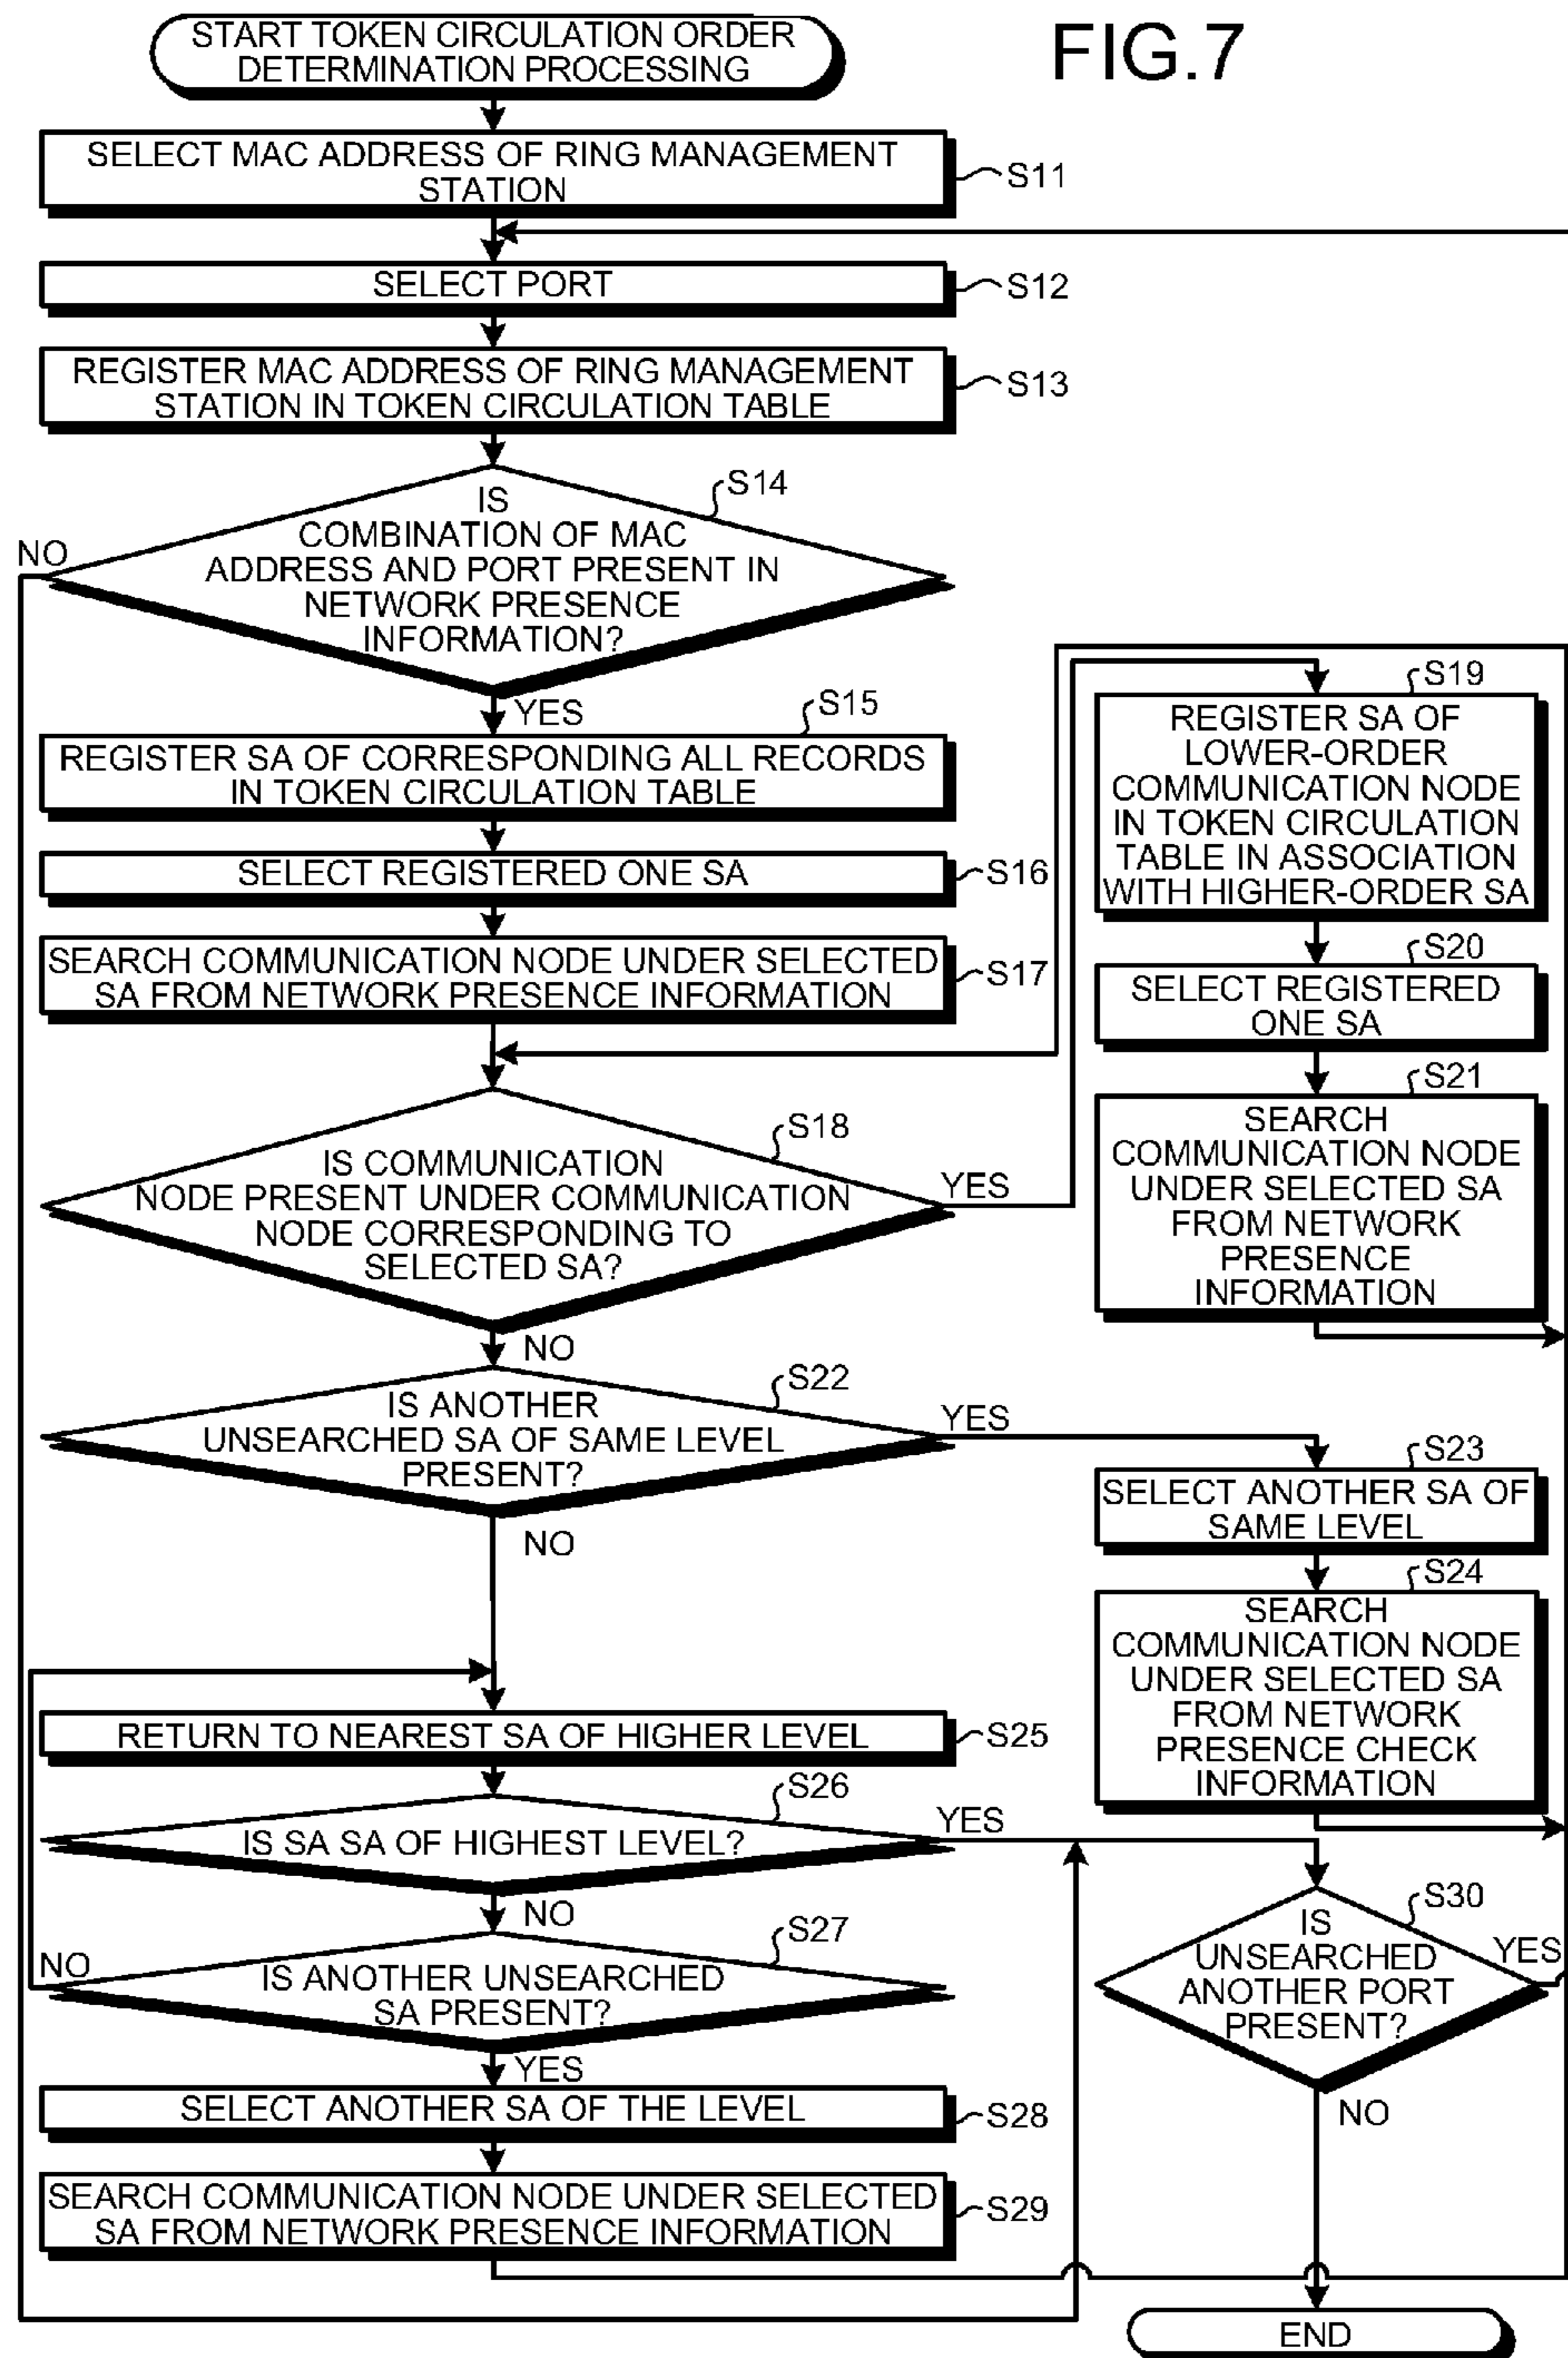 FIG.7
START TOKEN CIRCULATION ORDER
DETERMINATION PROCESSING
SELECT MAC ADDRESS OF RING MANAGEMENT
STATION
S11
SELECT PORT
S12
REGISTER MAC ADDRESS OF RING MANAGEMENT
STATION IN TOKEN CIRCULATION TABLE
S13
S14
IS
COMBINATION OF MAC
ADDRESS AND PORT PRESENT IN
NETWORK PRESENCE
INFORMATION?
NO
YES
S15
REGISTER SA OF CORRESPONDING ALL RECORDS
IN TOKEN CIRCULATION TABLE
SELECT REGISTERED ONE SA
S16
SEARCH COMMUNICATION NODE UNDER SELECTED
SA FROM NETWORK PRESENCE INFORMATION
S17
S18
IS COMMUNICATION
NODE PRESENT UNDER COMMUNICATION
NODE CORRESPONDING TO
SELECTED SA?
YES
NO
S19
REGISTER SA OF
LOWER-ORDER
COMMUNICATION NODE
IN TOKEN CIRCULATION
TABLE IN ASSOCIATION
WITH HIGHER-ORDER SA
S20
SELECT REGISTERED
ONE SA
S21
SEARCH
COMMUNICATION NODE
UNDER SELECTED SA
FROM NETWORK
PRESENCE
INFORMATION
S22
IS ANOTHER
UNSEARCHED SA OF SAME LEVEL
PRESENT?
YES
NO
S23
SELECT ANOTHER SA OF
SAME LEVEL
S24
SEARCH
COMMUNICATION NODE
UNDER SELECTED SA
FROM NETWORK
PRESENCE CHECK
INFORMATION
RETURN TO NEAREST SA OF HIGHER LEVEL
S25
S26
IS SA SA OF HIGHEST LEVEL?
YES
NO
S27
IS ANOTHER UNSEARCHED
SA PRESENT?
NO
YES
SELECT ANOTHER SA OF THE LEVEL
S28
SEARCH COMMUNICATION NODE UNDER SELECTED
SA FROM NETWORK PRESENCE INFORMATION
S29
S30
IS
UNSEARCHED
ANOTHER PORT
PRESENT?
YES
NO
END